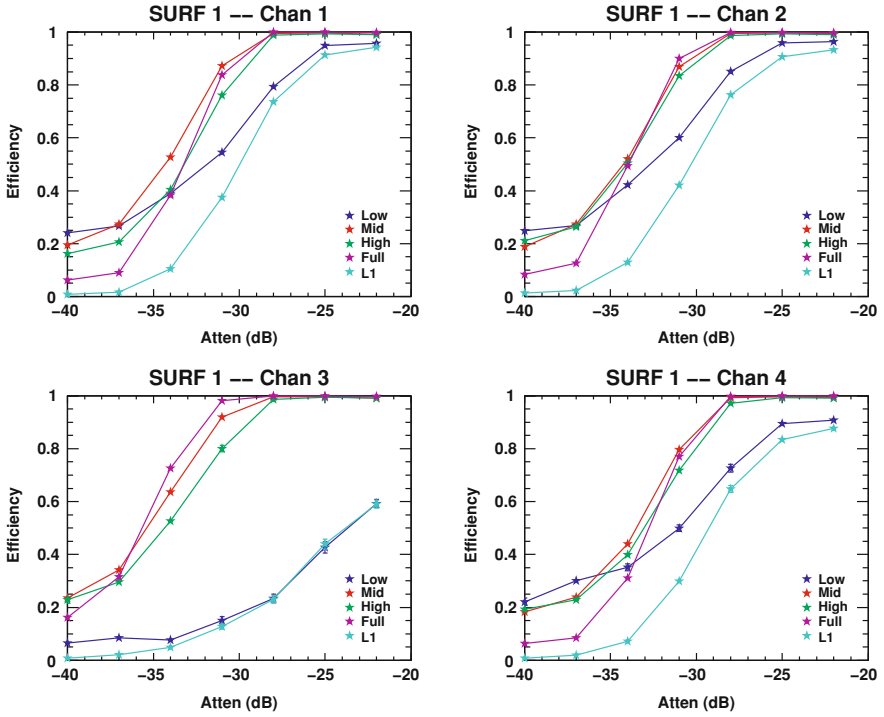 SURF 1 −− Chan 1
1
0.8
0.6
0.4
0.2
0
Efficiency
Low
Mid
High
Full
L1
−40
−35
−30
−25
−20
Atten (dB)
SURF 1 −− Chan 2
1
0.8
0.6
0.4
0.2
0
Efficiency
Low
Mid
High
Full
L1
−40
−35
−30
−25
−20
Atten (dB)
SURF 1 −− Chan 3
1
0.8
0.6
0.4
0.2
0
Efficiency
Low
Mid
High
Full
L1
−40
−35
−30
−25
−20
Atten (dB)
SURF 1 −− Chan 4
1
0.8
0.6
0.4
0.2
0
Efficiency
Low
Mid
High
Full
L1
−40
−35
−30
−25
−20
Atten (dB)